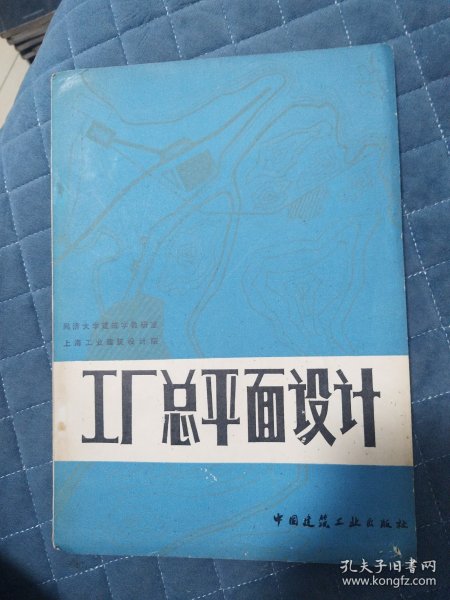 同济大学建筑学教研室
上海工业建筑设计院
工厂总平面设计
中国建筑工业出版社
孔夫子旧书网
www.kongfz.com